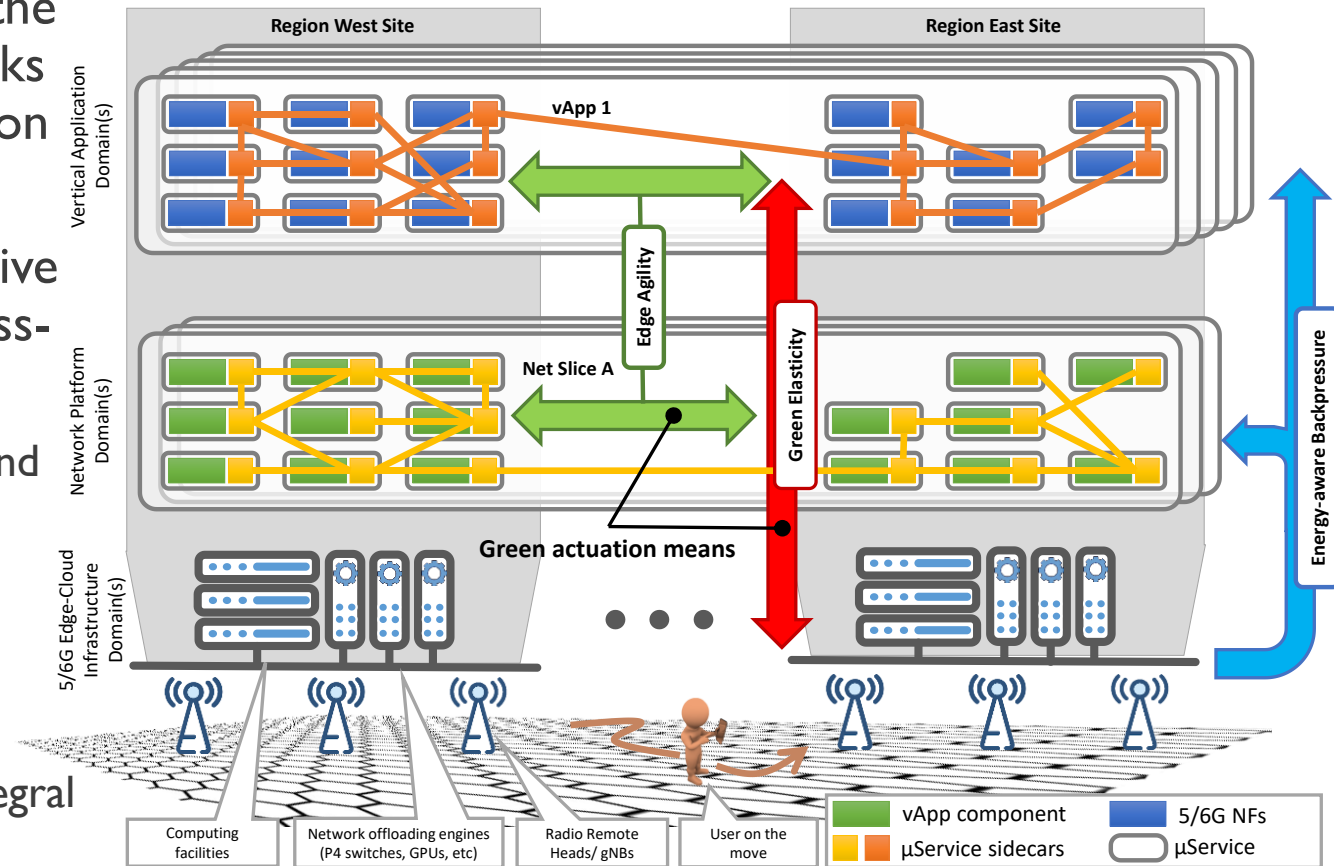 the
ks
on
ive
ss-
nd
egral
Region West Site
Region East Site
Vertical Application
Domain(s)
vApp 1
Edge Agility
Green Elasticity
Energy-aware Backpressure
Network Platform
Domain(s)
Net Slice A
Green actuation means
5/6G Edge-Cloud
Infrastructure
Domain(s)
Computing
facilities
Network offloading engines
(P4 switches, GPUs, etc)
Radio Remote
Heads/ gNBs
User on the
move
vApp component
5/6G NFs
µService sidecars
µService